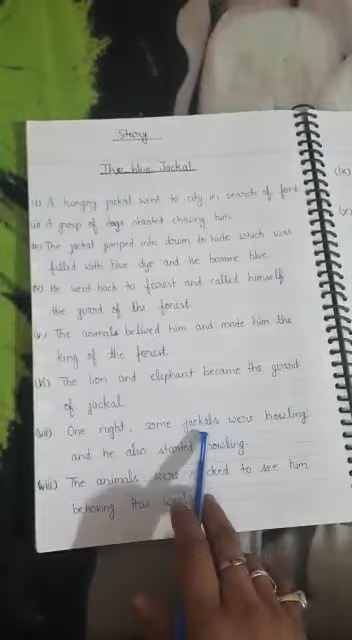 Story
The blue Jackal
(i) A hungry jackal went to city in search of food
(ii) A group of dogs started chasing him.
(iii) The jackal jumped into drum to hide which was
filled with blue dye and he became blue.
(iv) He went back to forest and called himself
the guard of the forest.
(v) The animals belived him and made him the
king of the forest.
(vi) The lion and elephant became the guard
of jackal
(vii) One night, some jackals were howling
and he also started howling.
(viii) The animals were to see him
behaving this
(ix)
(x)